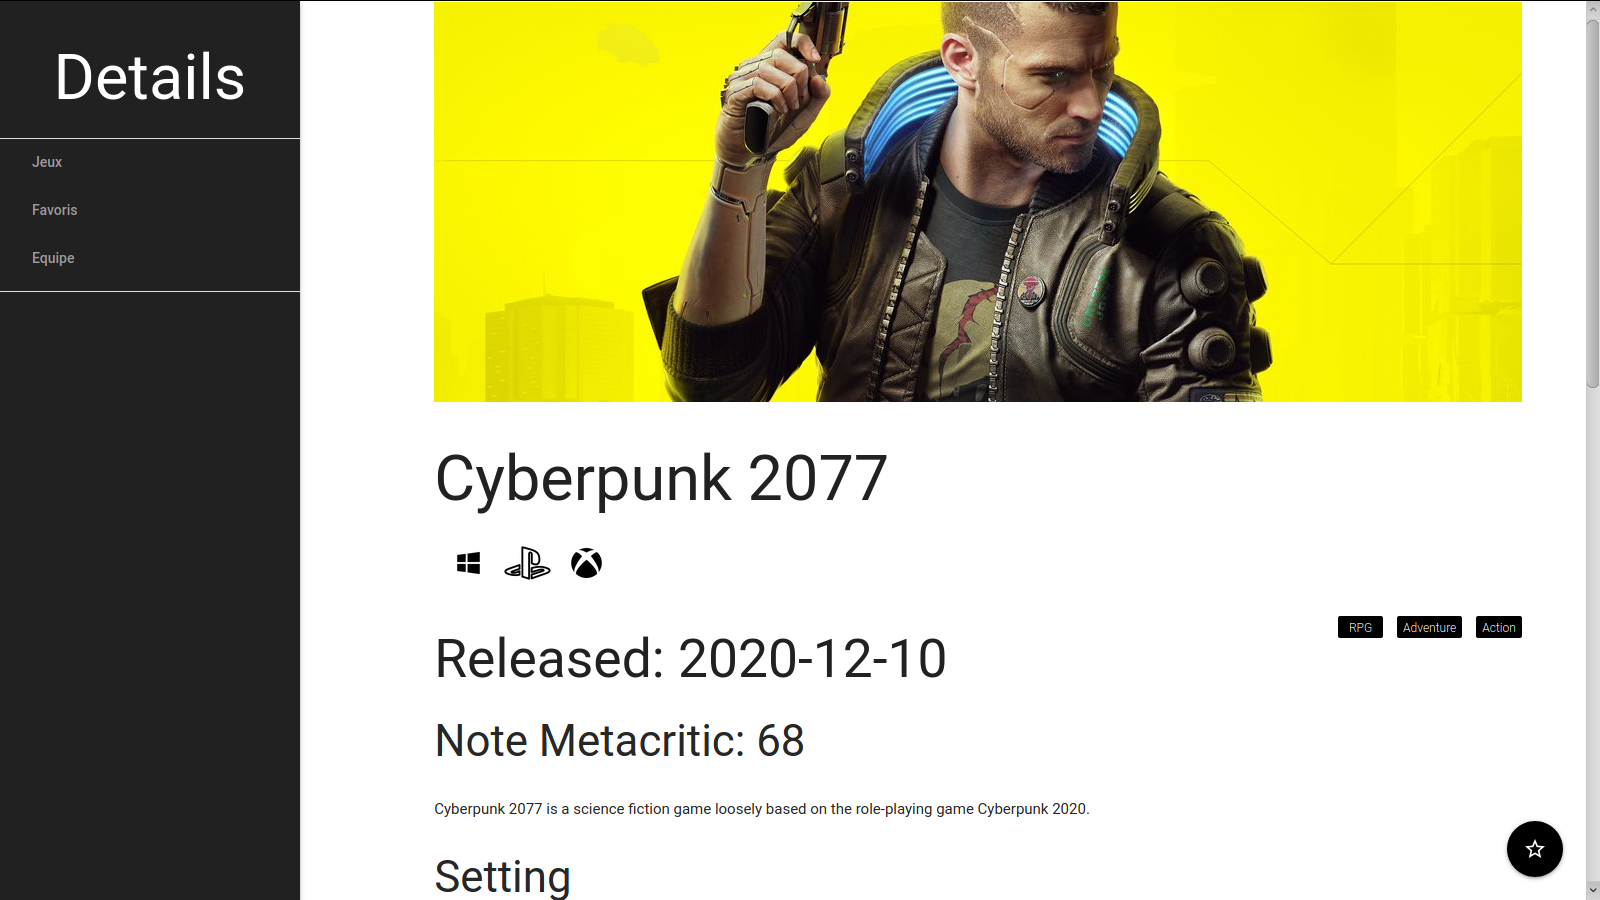 Details
Jeux
Favoris
Equipe
Cyberpunk 2077
RPG Adventure Action
Released: 2020-12-10
Note Metacritic: 68
Cyberpunk 2077 is a science fiction game loosely based on the role-playing game Cyberpunk 2020.
Setting